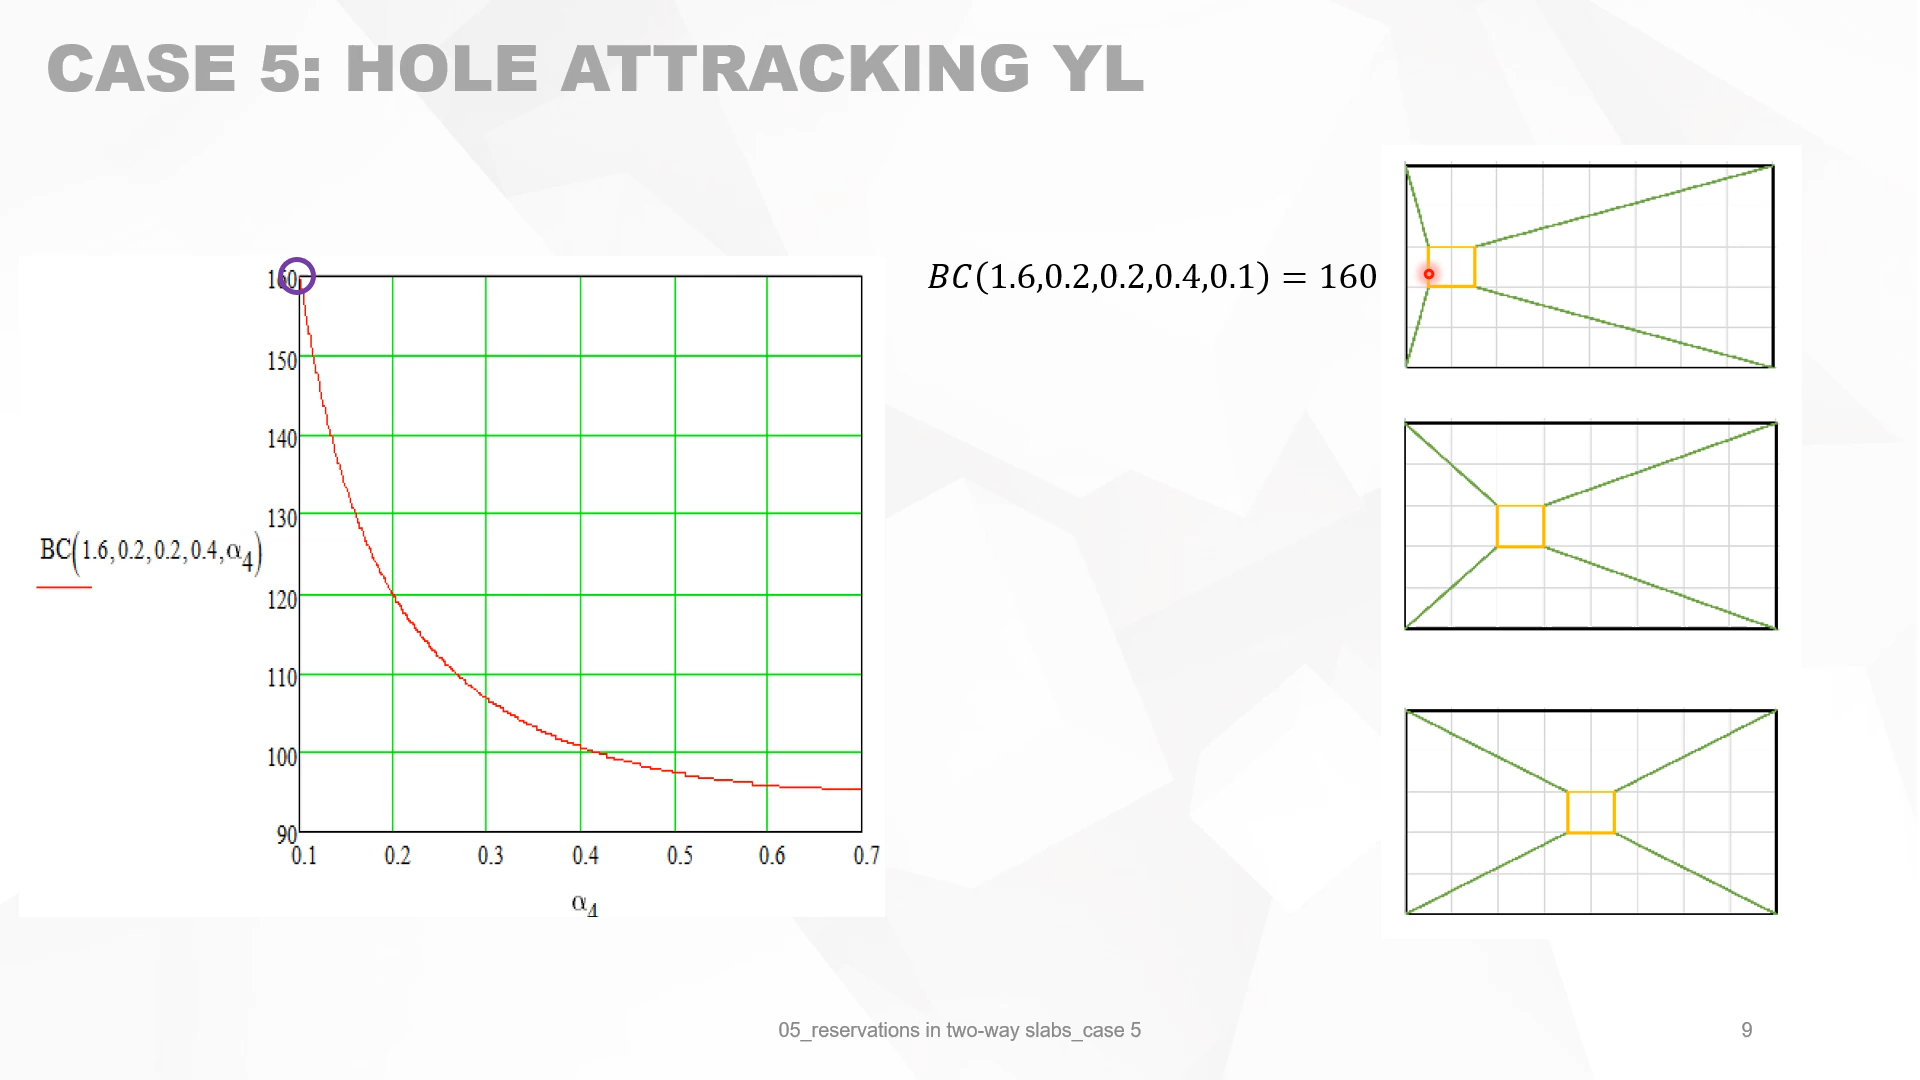 CASE 5: HOLE ATTRACKING YL
BC(1.6,0.2,0.2,0.4,0.1) = 160
160
150
140
130
120
110
100
90
BC(1.6,0.2,0.2,0.4,α4)
0.1 0.2 0.3 0.4 0.5 0.6 0.7
α4
05_reservations in two-way slabs_case 5
9